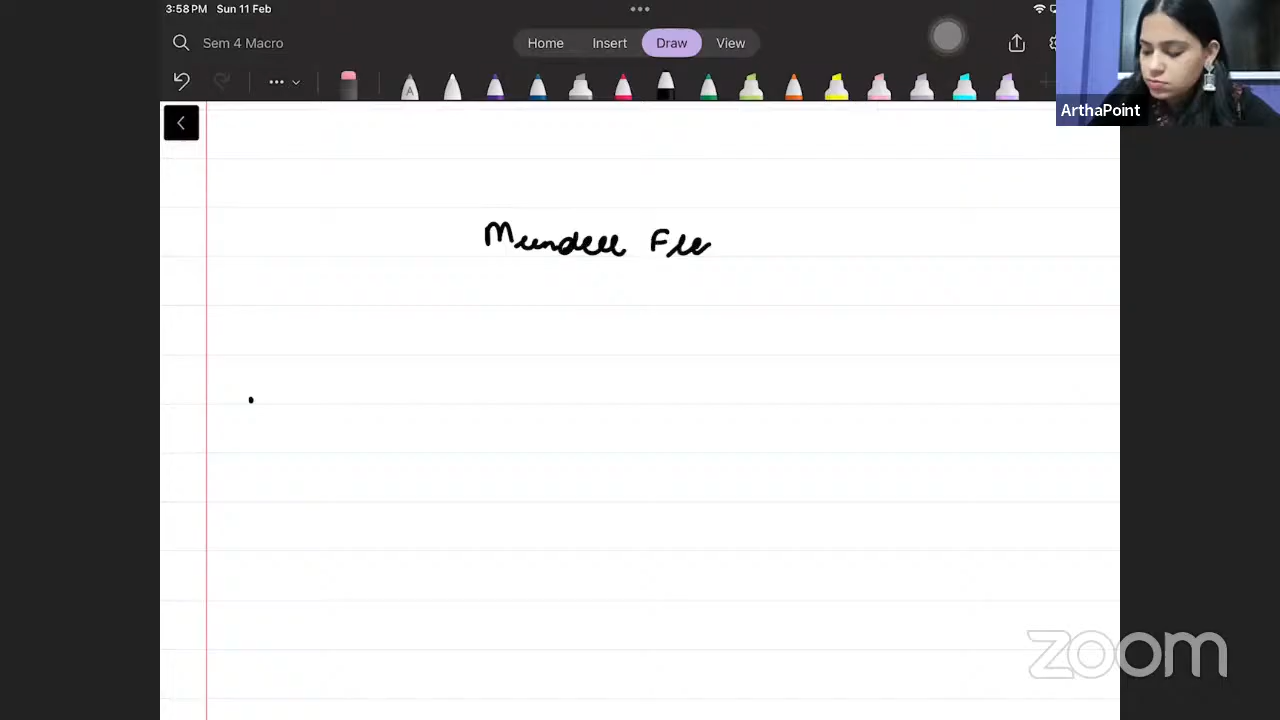 3:58 PM Sun 11 Feb
Sem 4 Macro
Home Insert Draw View
A
ArthaPoint
Mundell Fle
zoom